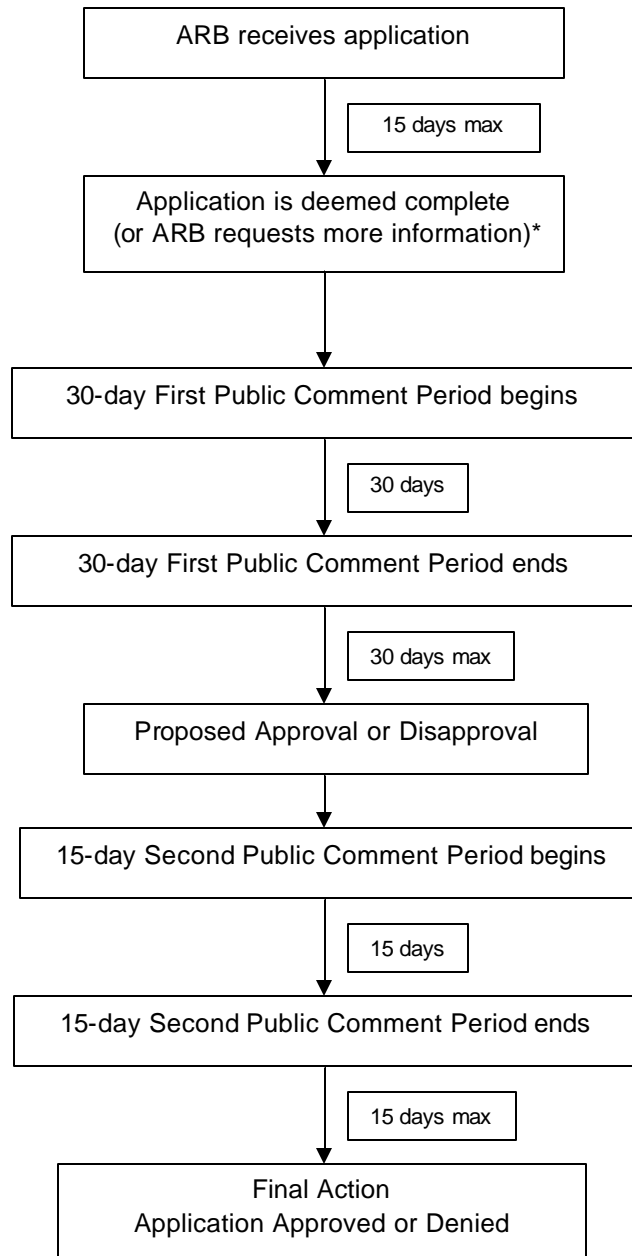 ARB receives application
15 days max
Application is deemed complete
(or ARB requests more information)*
30-day First Public Comment Period begins
30 days
30-day First Public Comment Period ends
30 days max
Proposed Approval or Disapproval
15-day Second Public Comment Period begins
15 days
15-day Second Public Comment Period ends
15 days max
Final Action
Application Approved or Denied